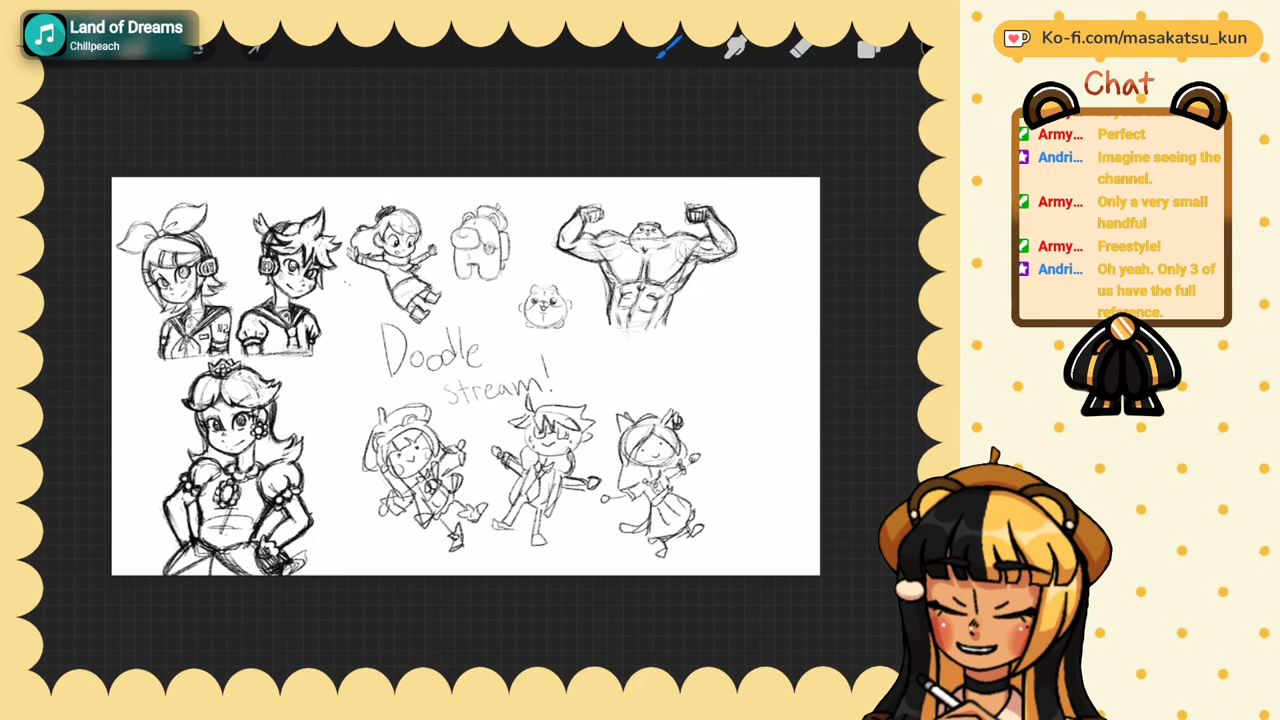 Land of Dreams
Chillpeach
Doodle
stream!
Ko-fi.com/masakatsu_kun
Chat
Army... Perfect
Andri... Imagine seeing the
channel.
Army... Only a very small
handful
Army... Freestyle!
Andri... Oh yeah. Only 3 of
us have the full
reference.